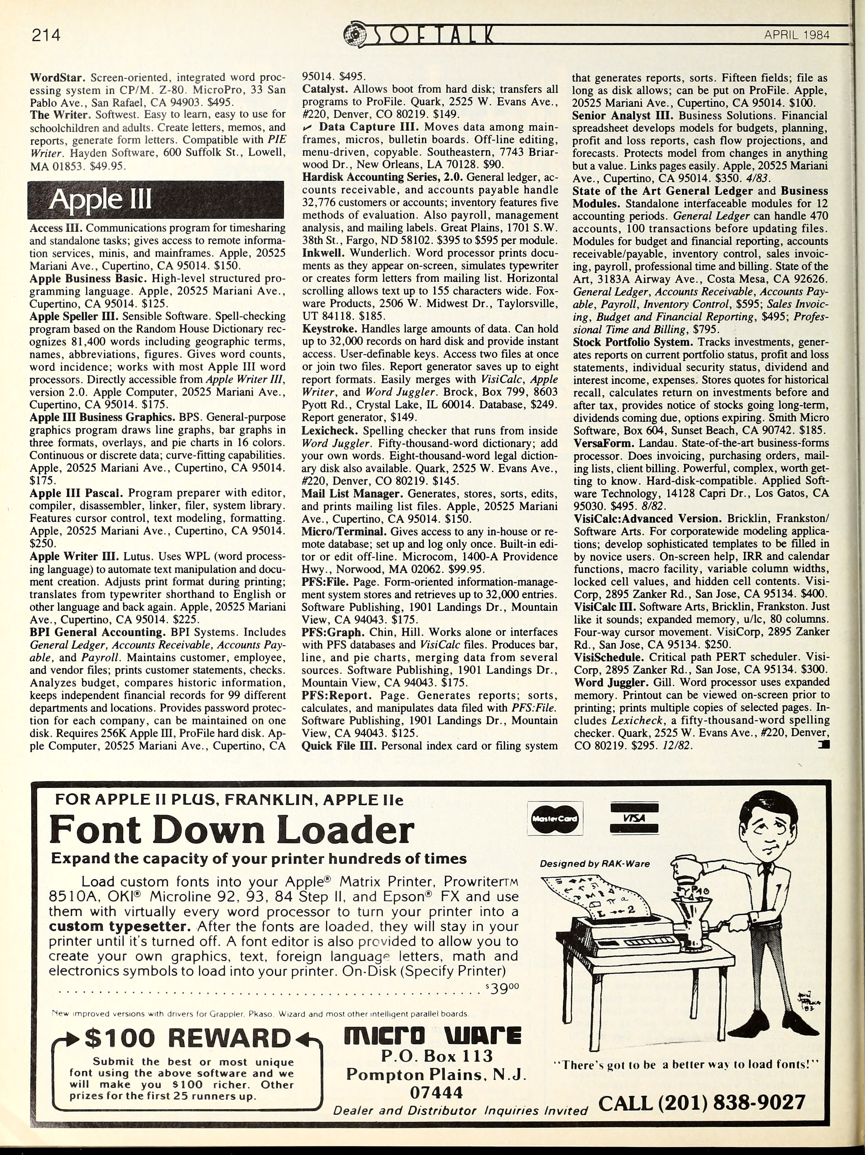 214
SOFTALK
APRIL 1984
WordStar. Screen-oriented, integrated word proc-
essing system in CP/M. Z-80. MicroPro, 33 San
Pablo Ave., San Rafael, CA 94903. $495.
The Writer. Softwest. Easy to learn, easy to use for
schoolchildren and adults. Create letters, memos, and
reports, generate form letters. Compatible with PIE
Writer. Hayden Software, 600 Suffolk St., Lowell,
MA 01853. $49.95.
Apple III
Access III. Communications program for timesharing
and standalone tasks; gives access to remote informa-
tion services, minis, and mainframes. Apple, 20525
Mariani Ave., Cupertino, CA 95014. $150.
Apple Business Basic. High-level structured pro-
gramming language. Apple, 20525 Mariani Ave.,
Cupertino, CA 95014. $125.
Apple Speller III. Sensible Software. Spell-checking
program based on the Random House Dictionary rec-
ognizes 81,400 words including geographic terms,
names, abbreviations, figures. Gives word counts,
word incidence; works with most Apple III word
processors. Directly accessible from Apple Writer III,
version 2.0. Apple Computer, 20525 Mariani Ave.,
Cupertino, CA 95014. $175.
Apple III Business Graphics. BPS. General-purpose
graphics program draws line graphs, bar graphs in
three formats, overlays, and pie charts in 16 colors.
Continuous or discrete data; curve-fitting capabilities.
Apple, 20525 Mariani Ave., Cupertino, CA 95014.
$175.
Apple III Pascal. Program preparer with editor,
compiler, disassembler, linker, filer, system library.
Features cursor control, text modeling, formatting.
Apple, 20525 Mariani Ave., Cupertino, CA 95014.
$250.
Apple Writer III. Lutus. Uses WPL (word process-
ing language) to automate text manipulation and docu-
ment creation. Adjusts print format during printing;
translates from typewriter shorthand to English or
other language and back again. Apple, 20525 Mariani
Ave., Cupertino, CA 95014. $225.
BPI General Accounting. BPI Systems. Includes
General Ledger, Accounts Receivable, Accounts Pay-
able, and Payroll. Maintains customer, employee,
and vendor files; prints customer statements, checks.
Analyzes budget, compares historic information,
keeps independent financial records for 99 different
departments and locations. Provides password protec-
tion for each company, can be maintained on one
disk. Requires 256K Apple III, ProFile hard disk. Ap-
ple Computer, 20525 Mariani Ave., Cupertino, CA
95014. $495.
Catalyst. Allows boot from hard disk; transfers all
programs to ProFile. Quark, 2525 W. Evans Ave.,
#220, Denver, CO 80219. $149.
✓ Data Capture III. Moves data among main-
frames, micros, bulletin boards. Off-line editing,
menu-driven, copyable. Southeastern, 7743 Briar-
wood Dr., New Orleans, LA 70128. $90.
Hardisk Accounting Series, 2.0. General ledger, ac-
counts receivable, and accounts payable handle
32,776 customers or accounts; inventory features five
methods of evaluation. Also payroll, management
analysis, and mailing labels. Great Plains, 1701 S.W.
38th St., Fargo, ND 58102. $395 to $595 per module.
Inkwell. Wunderlich. Word processor prints docu-
ments as they appear on-screen, simulates typewriter
or creates form letters from mailing list. Horizontal
scrolling allows text up to 155 characters wide. Fox-
ware Products, 2506 W. Midwest Dr., Taylorsville,
UT 84118. $185.
Keystroke. Handles large amounts of data. Can hold
up to 32,000 records on hard disk and provide instant
access. User-definable keys. Access two files at once
or join two files. Report generator saves up to eight
report formats. Easily merges with VisiCalc, Apple
Writer, and Word Juggler. Brock, Box 799, 8603
Pyott Rd., Crystal Lake, IL 60014. Database, $249.
Report generator, $149.
Lexicheck. Spelling checker that runs from inside
Word Juggler. Fifty-thousand-word dictionary; add
your own words. Eight-thousand-word legal diction-
ary disk also available. Quark, 2525 W. Evans Ave.,
#220, Denver, CO 80219. $145.
Mail List Manager. Generates, stores, sorts, edits,
and prints mailing list files. Apple, 20525 Mariani
Ave., Cupertino, CA 95014. $150.
Micro/Terminal. Gives access to any in-house or re-
mote database; set up and log only once. Built-in edi-
tor or edit off-line. Microcom, 1400-A Providence
Hwy., Norwood, MA 02062. $99.95.
PFS:File. Page. Form-oriented information-manage-
ment system stores and retrieves up to 32,000 entries.
Software Publishing, 1901 Landings Dr., Mountain
View, CA 94043. $175.
PFS:Graph. Chin, Hill. Works alone or interfaces
with PFS databases and VisiCalc files. Produces bar,
line, and pie charts, merging data from several
sources. Software Publishing, 1901 Landings Dr.,
Mountain View, CA 94043. $175.
PFS:Report. Page. Generates reports; sorts,
calculates, and manipulates data filed with PFS:File.
Software Publishing, 1901 Landings Dr., Mountain
View, CA 94043. $125.
Quick File III. Personal index card or filing system
that generates reports, sorts. Fifteen fields; file as
long as disk allows; can be put on ProFile. Apple,
20525 Mariani Ave., Cupertino, CA 95014. $100.
Senior Analyst III. Business Solutions. Financial
spreadsheet develops models for budgets, planning,
profit and loss reports, cash flow projections, and
forecasts. Protects model from changes in anything
but a value. Links pages easily. Apple, 20525 Mariani
Ave., Cupertino, CA 95014. $350. 4/83.
State of the Art General Ledger and Business
Modules. Standalone interfaceable modules for 12
accounting periods. General Ledger can handle 470
accounts, 100 transactions before updating files.
Modules for budget and financial reporting, accounts
receivable/payable, inventory control, sales invoic-
ing, payroll, professional time and billing. State of the
Art, 3183A Airway Ave., Costa Mesa, CA 92626.
General Ledger, Accounts Receivable, Accounts Pay-
able, Payroll, Inventory Control, $595; Sales Invoic-
ing, Budget and Financial Reporting, $495; Profes-
sional Time and Billing, $795.
Stock Portfolio System. Tracks investments, gener-
ates reports on current portfolio status, profit and loss
statements, individual security status, dividend and
interest income, expenses. Stores quotes for historical
recall, calculates return on investments before and
after tax, provides notice of stocks going long-term,
dividends coming due, options expiring. Smith Micro
Software, Box 604, Sunset Beach, CA 90742. $185.
VersaForm. Landau. State-of-the-art business-forms
processor. Does invoicing, purchasing orders, mail-
ing lists, client billing. Powerful, complex, worth get-
ting to know. Hard-disk-compatible. Applied Soft-
ware Technology, 14128 Capri Dr., Los Gatos, CA
95030. $495. 8/82.
VisiCalc:Advanced Version. Bricklin, Frankston/
Software Arts. For corporatewide modeling applica-
tions; develop sophisticated templates to be filled in
by novice users. On-screen help, IRR and calendar
functions, macro facility, variable column widths,
locked cell values, and hidden cell contents. Visi-
Corp, 2895 Zanker Rd., San Jose, CA 95134. $400.
VisiCalc III. Software Arts, Bricklin, Frankston. Just
like it sounds; expanded memory, u/lc, 80 columns.
Four-way cursor movement. VisiCorp, 2895 Zanker
Rd., San Jose, CA 95134. $250.
VisiSchedule. Critical path PERT scheduler. Visi-
Corp, 2895 Zanker Rd., San Jose, CA 95134. $300.
Word Juggler. Gill. Word processor uses expanded
memory. Printout can be viewed on-screen prior to
printing; prints multiple copies of selected pages. In-
cludes Lexicheck, a fifty-thousand-word spelling
checker. Quark, 2525 W. Evans Ave., #220, Denver,
CO 80219. $295. 12/82.
FOR APPLE II PLUS, FRANKLIN, APPLE IIe
Font Down Loader
Expand the capacity of your printer hundreds of times
Load custom fonts into your Apple® Matrix Printer, Prowriter™
8510A, OKI® Microline 92, 93, 84 Step II, and Epson® FX and use
them with virtually every word processor to turn your printer into a
custom typesetter. After the fonts are loaded, they will stay in your
printer until it's turned off. A font editor is also provided to allow you to
create your own graphics, text, foreign language letters, math and
electronics symbols to load into your printer. On-Disk (Specify Printer)
$3900
New improved versions with drivers for Grappler, Pkaso, Wizard and most other intelligent parallel boards.
$100 REWARD
Submit the best or most unique
font using the above software and we
will make you $100 richer. Other
prizes for the first 25 runners up.
MICRO WARE
P.O. Box 113
Pompton Plains, N.J.
07444
Dealer and Distributor Inquiries Invited
MasterCard
VISA
Designed by RAK-Ware
"There's got to be a better way to load fonts!"
CALL (201) 838-9027